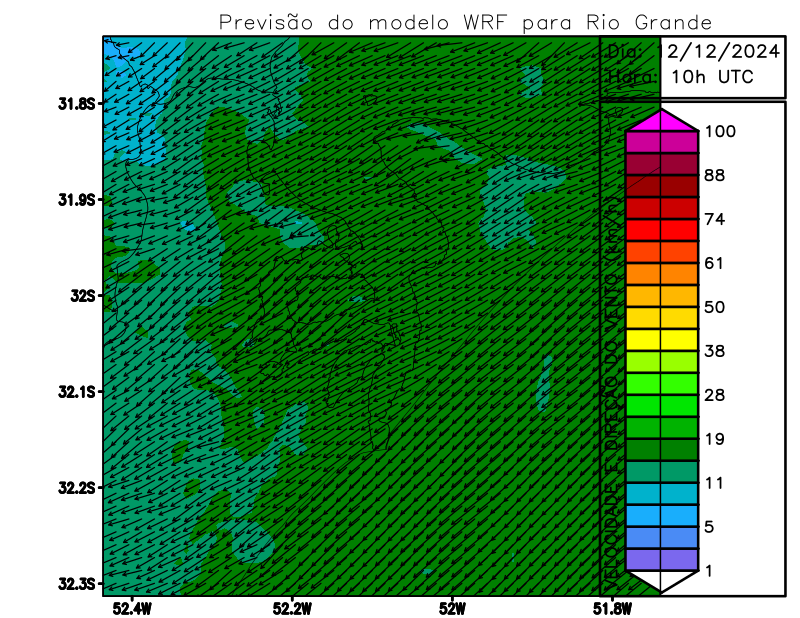 Previsão do modelo WRF para Rio Grande
Dia: 12/12/2024
Hora: 10h UTC
31.8S
31.9S
32S
32.1S
32.2S
32.3S
52.4W
52.2W
52W
51.8W
VELOCIDADE E DIREÇÃO DO VENTO (km/h)
100
88
74
61
50
38
28
19
11
5
1